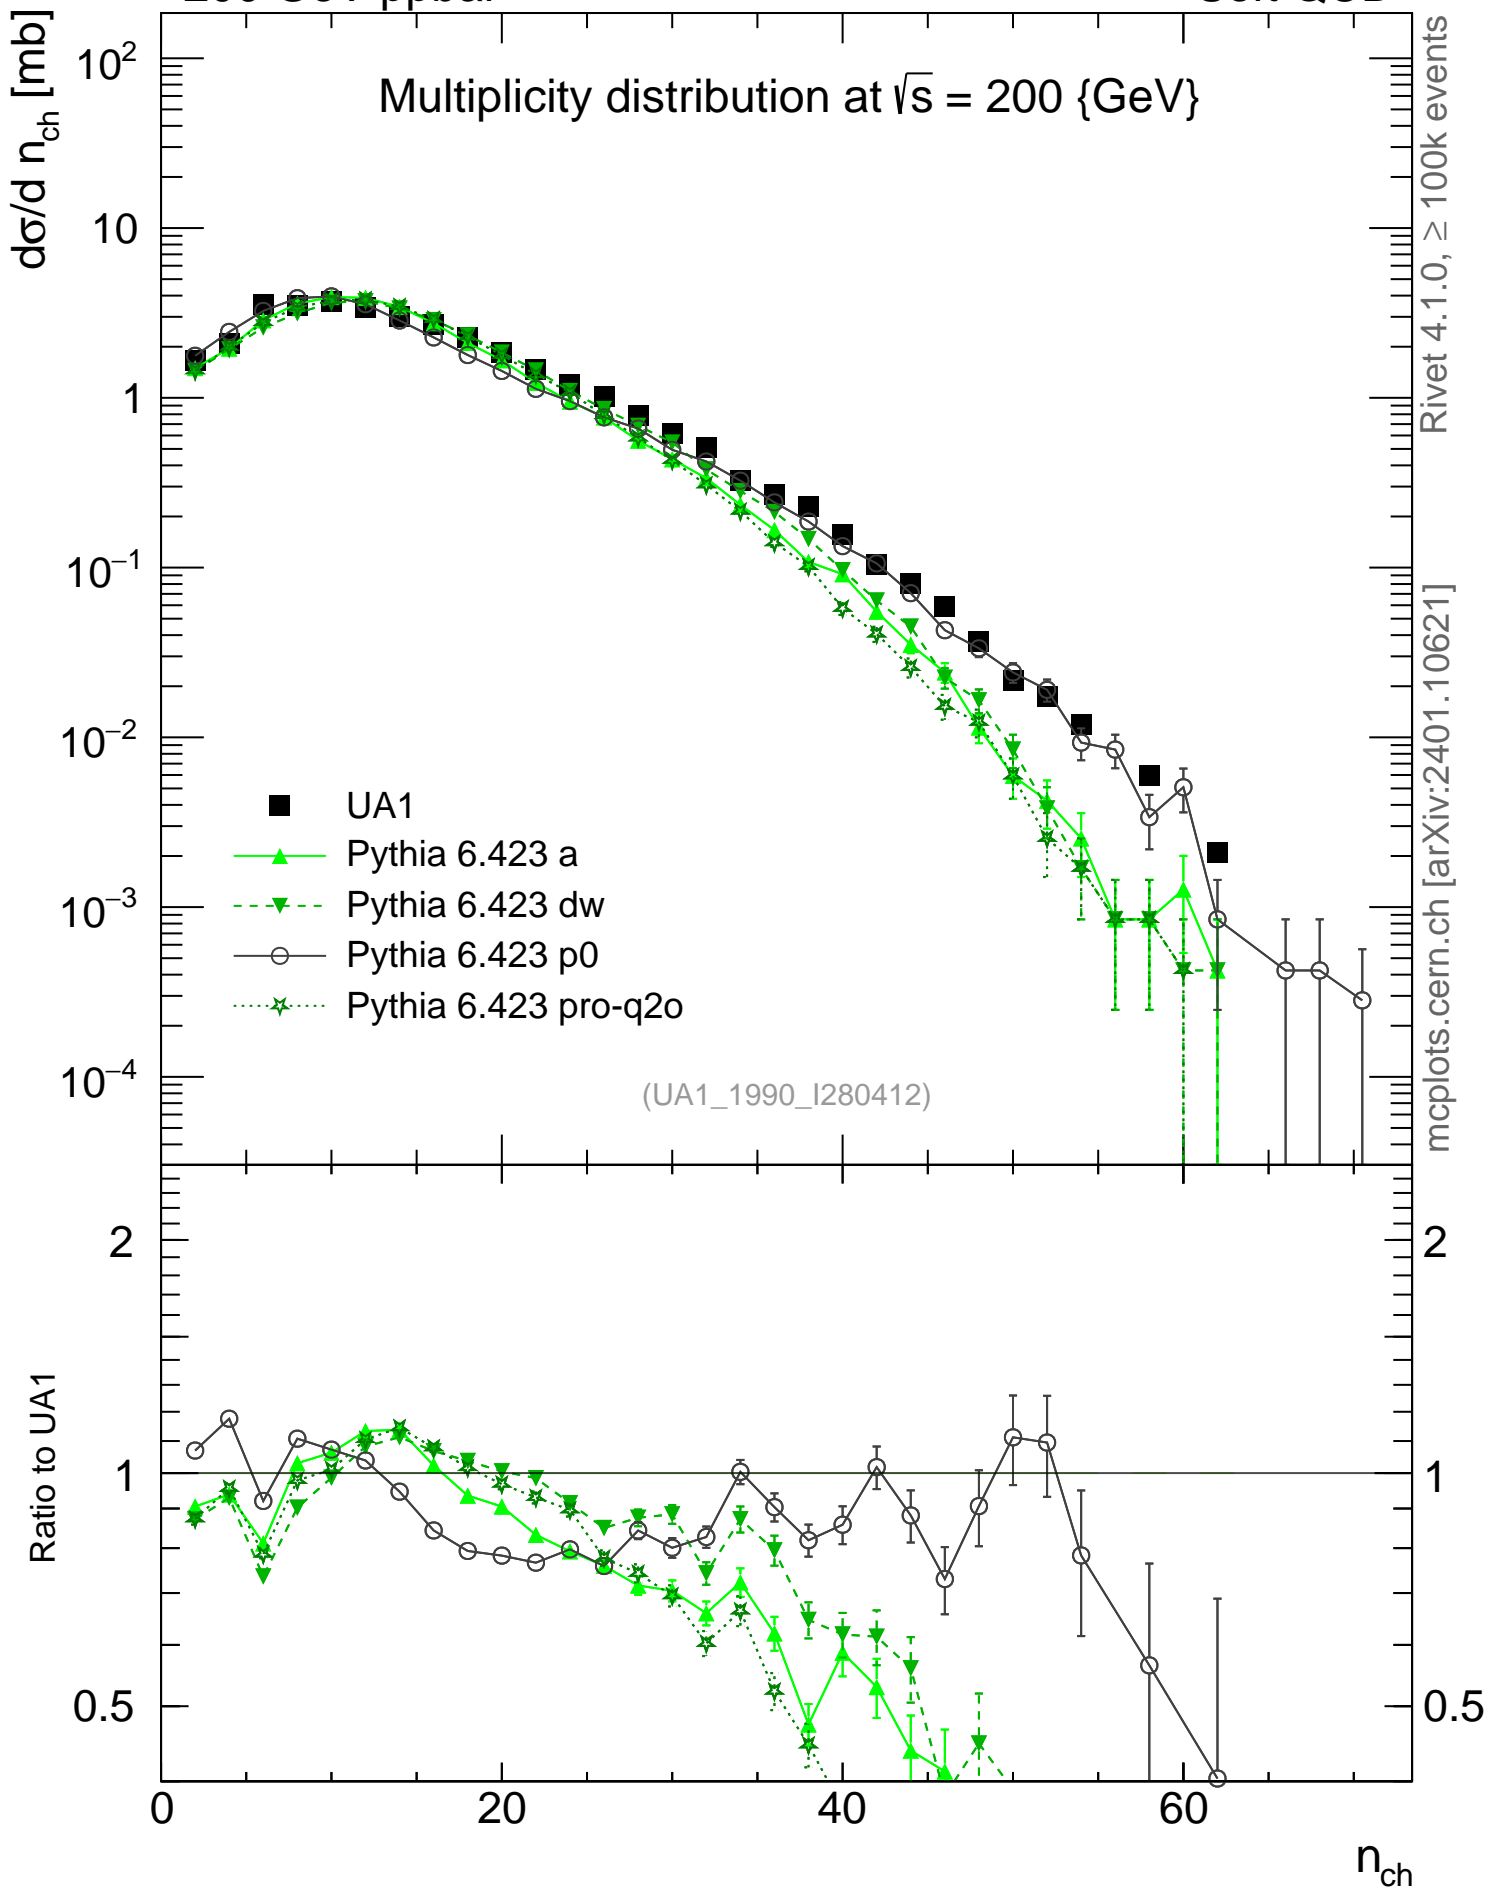 dσ/d n_ch [mb]
Multiplicity distribution at √s = 200 {GeV}
10²
10
1
10⁻¹
10⁻²
10⁻³
10⁻⁴
UA1
Pythia 6.423 a
Pythia 6.423 dw
Pythia 6.423 p0
Pythia 6.423 pro-q2o
(UA1_1990_I280412)
Rivet 4.1.0, ≥ 100k events
mcplots.cern.ch [arXiv:2401.10621]
Ratio to UA1
2
1
0.5
2
1
0.5
0 20 40 60
n_ch